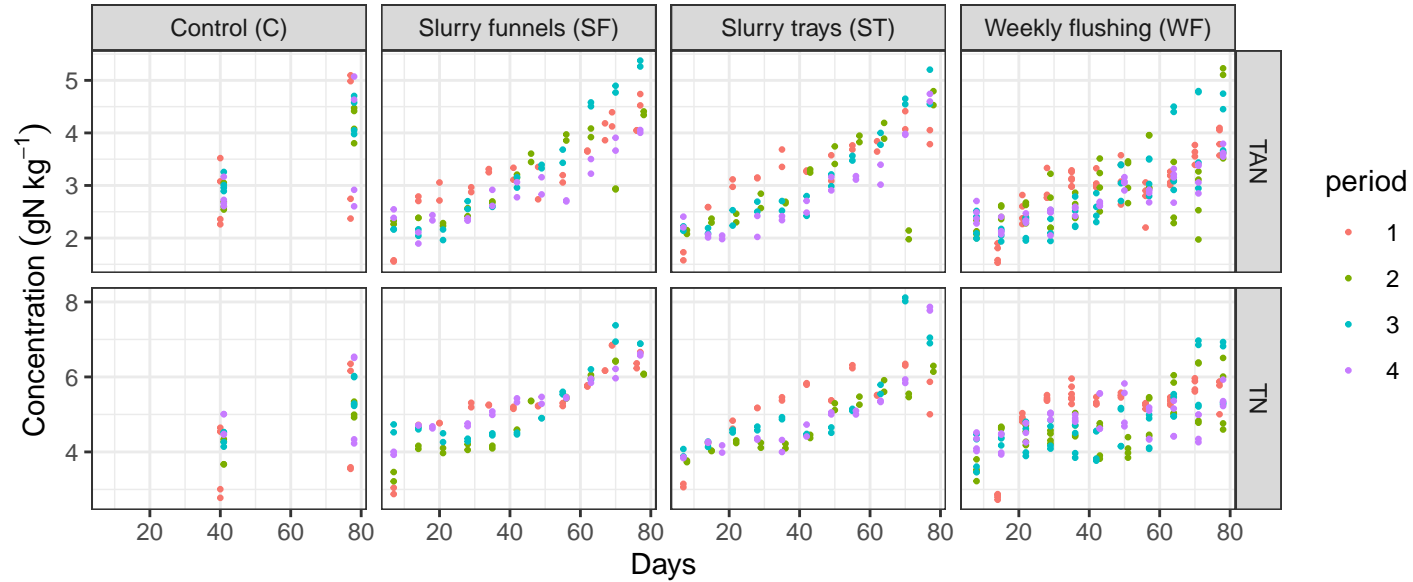 Control (C) Slurry funnels (SF) Slurry trays (ST) Weekly flushing (WF)
5
4
3
2
TAN
8
6
4
TN
Concentration (gN kg⁻¹)
20 40 60 80 20 40 60 80 20 40 60 80 20 40 60 80
Days
period
1
2
3
4